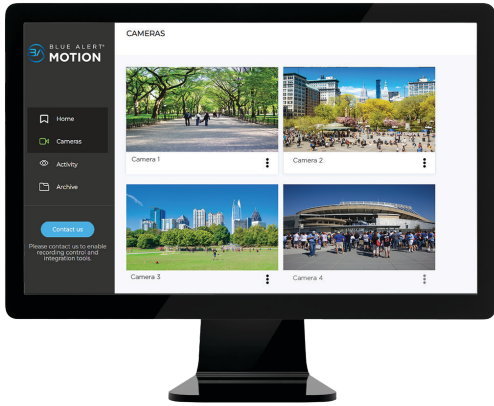 CAMERAS
BLUE ALERT®
MOTION
Home
Cameras
Activity
Archive
Contact us
Please contact us to enable
recording control and
integration tools.
Camera 1
Camera 2
Camera 3
Camera 4